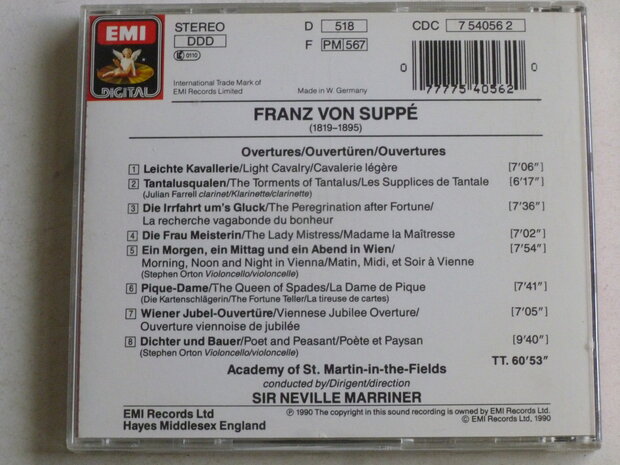 EMI
DIGITAL
STEREO
DDD
0110
D 518
F PM 567
CDC 7 54056 2
0 77775 40562 0
International Trade Mark of
EMI Records Limited
Made in W. Germany
FRANZ VON SUPPÉ
(1819–1895)
Overtures/Ouvertüren/Ouvertures
1 Leichte Kavallerie/Light Cavalry/Cavalerie légère [7'06"]
2 Tantalusqualen/The Torments of Tantalus/Les Supplices de Tantale [6'17"]
(Julian Farrell clarinet/Klarinette/clarinette)
3 Die Irrfahrt um's Gluck/The Peregrination after Fortune/ [7'36"]
La recherche vagabonde du bonheur
4 Die Frau Meisterin/The Lady Mistress/Madame la Maîtresse [7'02"]
5 Ein Morgen, ein Mittag und ein Abend in Wien/ [7'54"]
Morning, Noon and Night in Vienna/Matin, Midi, et Soir à Vienne
(Stephen Orton Violoncello/violoncelle)
6 Pique-Dame/The Queen of Spades/La Dame de Pique [7'41"]
(Die Kartenschlägerin/The Fortune Teller/La tireuse de cartes)
7 Wiener Jubel-Ouvertüre/Viennese Jubilee Overture/ [7'05"]
Ouverture viennoise de jubilée
8 Dichter und Bauer/Poet and Peasant/Poète et Paysan [9'40"]
(Stephen Orton Violoncello/violoncelle)
TT. 60'53"
Academy of St. Martin-in-the-Fields
conducted by/Dirigent/direction
SIR NEVILLE MARRINER
EMI Records Ltd
Hayes Middlesex England
℗ 1990 The copyright in this sound recording is owned by EMI Records Ltd.
© EMI Records Ltd, 1990